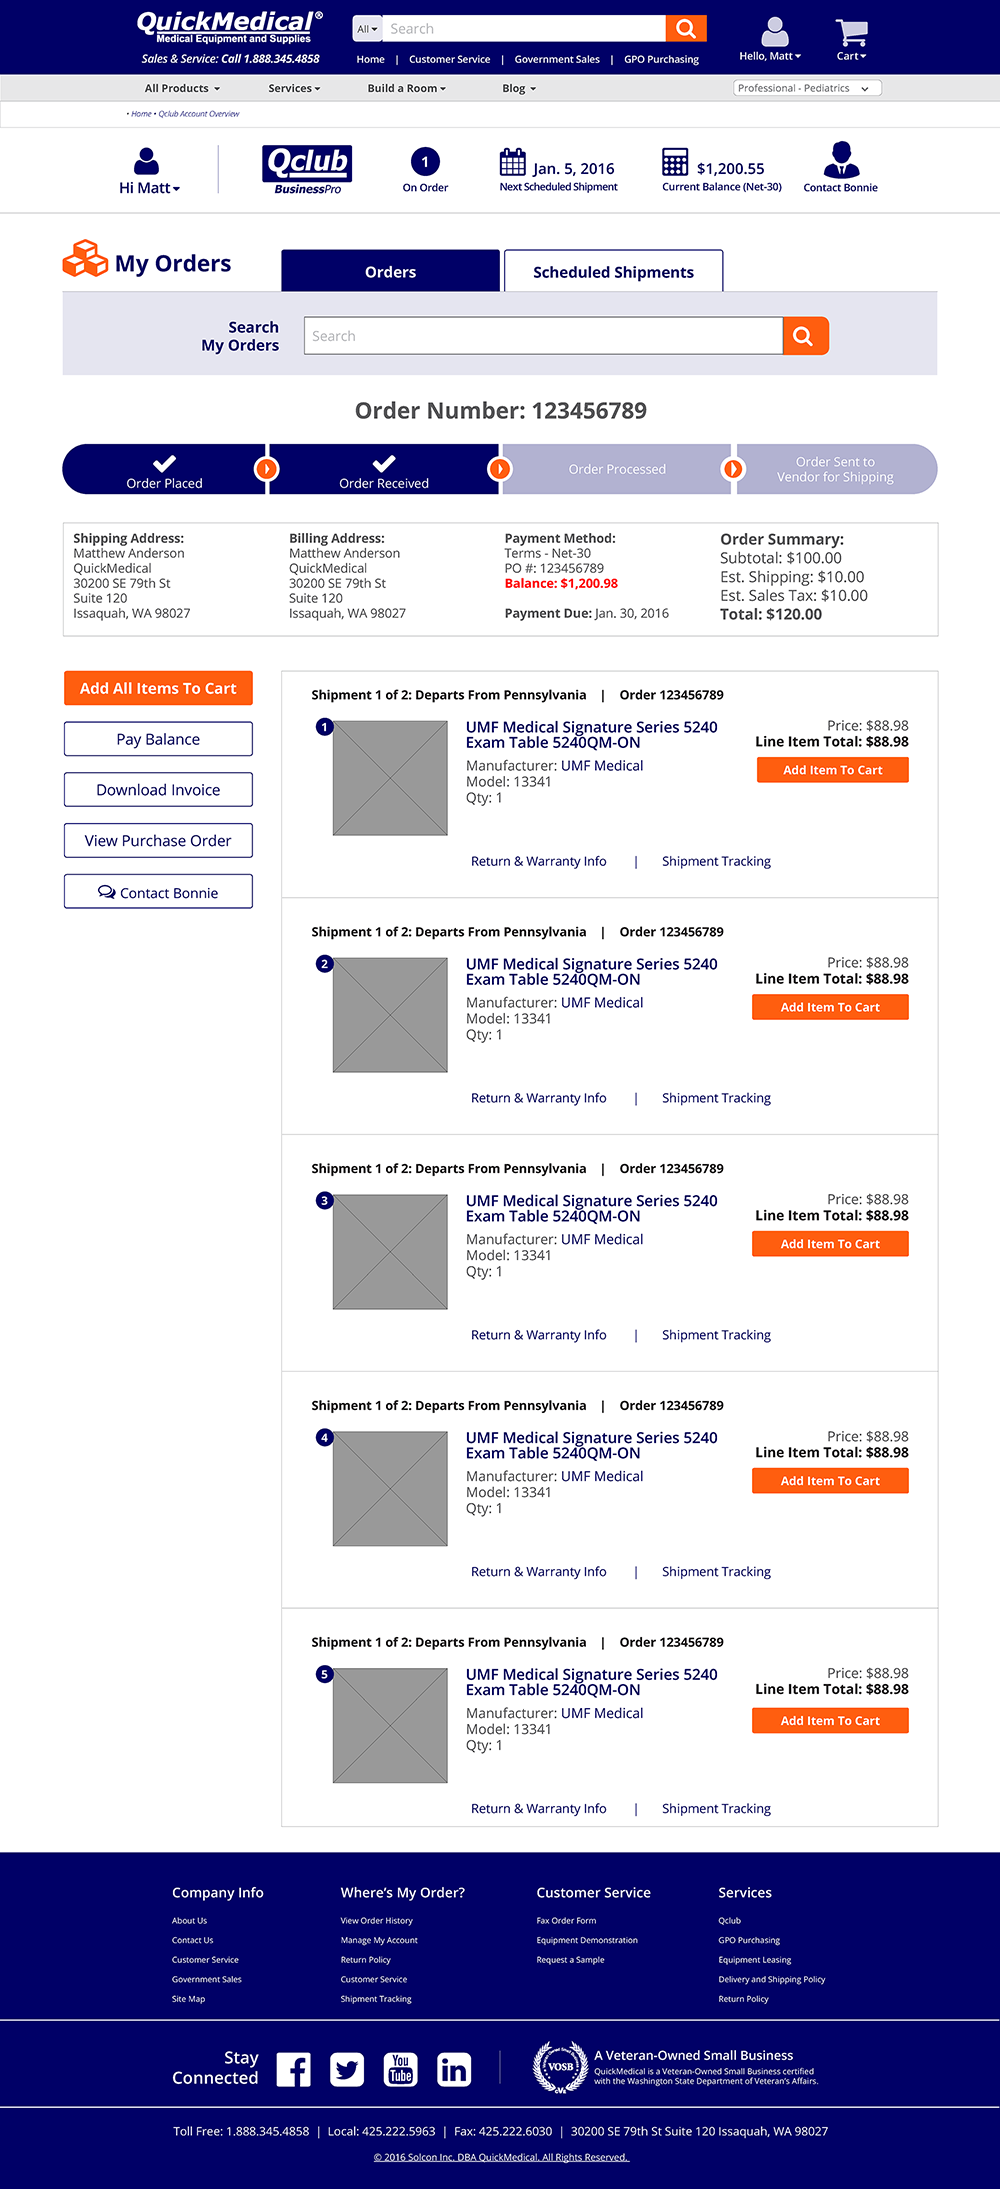 QuickMedical®
Medical Equipment and Supplies
Sales & Service: Call 1.888.345.4858
All
Search
Home | Customer Service | Government Sales | GPO Purchasing
Hello, Matt
Cart
All Products
Services
Build a Room
Blog
Professional - Pediatrics
• Home • Qclub Account Overview
Hi Matt
Qclub
BusinessPro
1
On Order
Jan. 5, 2016
Next Scheduled Shipment
$1,200.55
Current Balance (Net-30)
Contact Bonnie
My Orders
Orders
Scheduled Shipments
Search
My Orders
Search
Order Number: 123456789
Order Placed
Order Received
Order Processed
Order Sent to
Vendor for Shipping
Shipping Address:
Matthew Anderson
QuickMedical
30200 SE 79th St
Suite 120
Issaquah, WA 98027
Billing Address:
Matthew Anderson
QuickMedical
30200 SE 79th St
Suite 120
Issaquah, WA 98027
Payment Method:
Terms - Net-30
PO #: 123456789
Balance: $1,200.98
Payment Due: Jan. 30, 2016
Order Summary:
Subtotal: $100.00
Est. Shipping: $10.00
Est. Sales Tax: $10.00
Total: $120.00
Add All Items To Cart
Pay Balance
Download Invoice
View Purchase Order
Contact Bonnie
Shipment 1 of 2: Departs From Pennsylvania | Order 123456789
1
UMF Medical Signature Series 5240
Exam Table 5240QM-ON
Manufacturer: UMF Medical
Model: 13341
Qty: 1
Price: $88.98
Line Item Total: $88.98
Add Item To Cart
Return & Warranty Info | Shipment Tracking
Shipment 1 of 2: Departs From Pennsylvania | Order 123456789
2
UMF Medical Signature Series 5240
Exam Table 5240QM-ON
Manufacturer: UMF Medical
Model: 13341
Qty: 1
Price: $88.98
Line Item Total: $88.98
Add Item To Cart
Return & Warranty Info | Shipment Tracking
Shipment 1 of 2: Departs From Pennsylvania | Order 123456789
3
UMF Medical Signature Series 5240
Exam Table 5240QM-ON
Manufacturer: UMF Medical
Model: 13341
Qty: 1
Price: $88.98
Line Item Total: $88.98
Add Item To Cart
Return & Warranty Info | Shipment Tracking
Shipment 1 of 2: Departs From Pennsylvania | Order 123456789
4
UMF Medical Signature Series 5240
Exam Table 5240QM-ON
Manufacturer: UMF Medical
Model: 13341
Qty: 1
Price: $88.98
Line Item Total: $88.98
Add Item To Cart
Return & Warranty Info | Shipment Tracking
Shipment 1 of 2: Departs From Pennsylvania | Order 123456789
5
UMF Medical Signature Series 5240
Exam Table 5240QM-ON
Manufacturer: UMF Medical
Model: 13341
Qty: 1
Price: $88.98
Line Item Total: $88.98
Add Item To Cart
Return & Warranty Info | Shipment Tracking
Company Info
About Us
Contact Us
Customer Service
Government Sales
Site Map
Where's My Order?
View Order History
Manage My Account
Return Policy
Customer Service
Shipment Tracking
Customer Service
Fax Order Form
Equipment Demonstration
Request a Sample
Services
Qclub
GPO Purchasing
Equipment Leasing
Delivery and Shipping Policy
Return Policy
Stay
Connected
You
Tube
in
VOSB
CVE
A Veteran-Owned Small Business
QuickMedical is a Veteran-Owned Small Business certified
with the Washington State Department of Veteran's Affairs.
Toll Free: 1.888.345.4858 | Local: 425.222.5963 | Fax: 425.222.6030 | 30200 SE 79th St Suite 120 Issaquah, WA 98027
© 2016 Solcon Inc. DBA QuickMedical. All Rights Reserved.